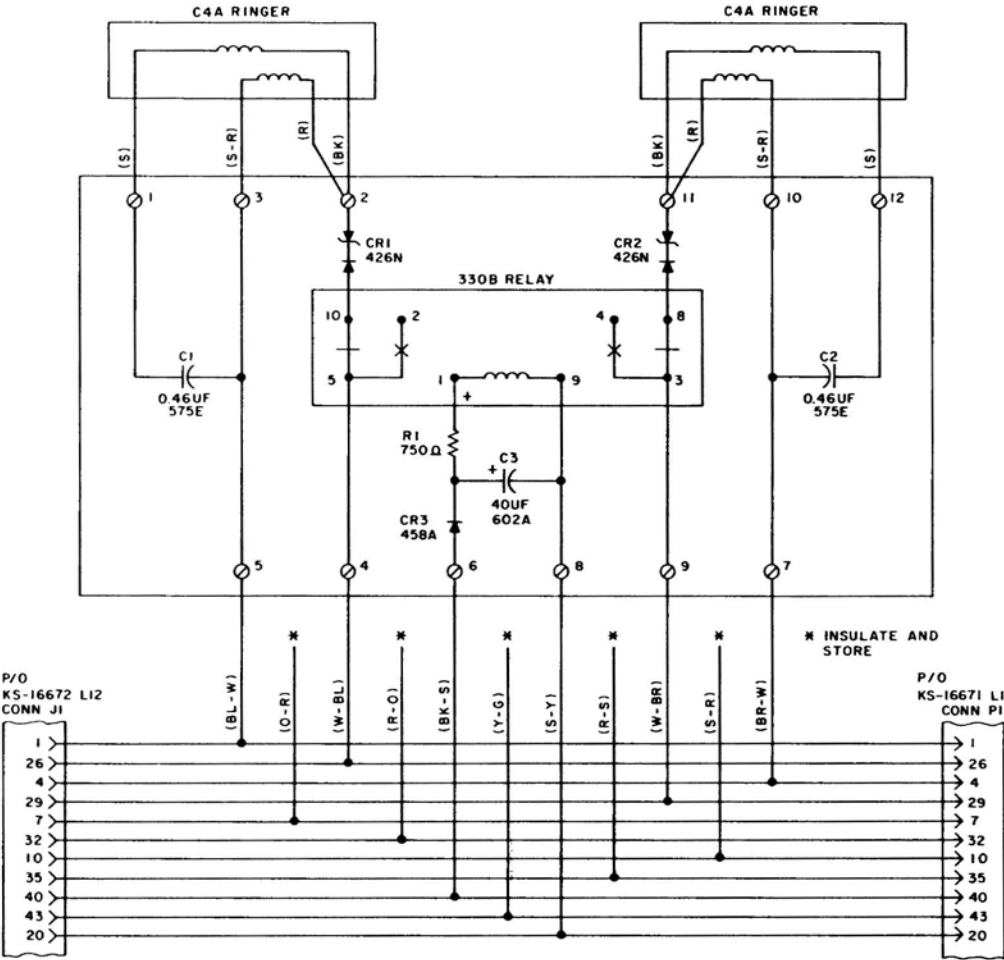 C4A RINGER
C4A RINGER
(S)
(S-R)
(R)
(BK)
(BK)
(R)
(S-R)
(S)
1
3
2
11
10
12
CR1
426N
CR2
426N
330B RELAY
10
2
4
8
5
1
9
3
+
C1
0.46UF
575E
C2
0.46UF
575E
R1
750Ω
+
C3
40UF
602A
CR3
458A
5
4
6
8
9
7
*
*
*
*
*
* INSULATE AND
STORE
P/O
KS-16672 L12
CONN J1
P/O
KS-16671 L1
CONN P1
(BL-W)
(O-R)
(W-BL)
(R-O)
(BK-S)
(Y-G)
(S-Y)
(R-S)
(W-BR)
(S-R)
(BR-W)
1
1
26
26
4
4
29
29
7
7
32
32
10
10
35
35
40
40
43
43
20
20